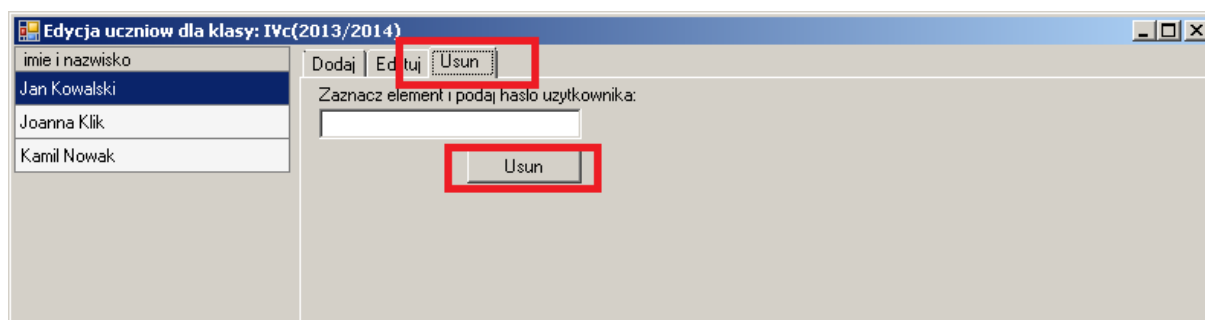 Edycja uczniow dla klasy: IVc(2013/2014)
imie i nazwisko
Jan Kowalski
Joanna Klik
Kamil Nowak
Dodaj Edytuj Usun
Zaznacz element i podaj haslo uzytkownika:
Usun